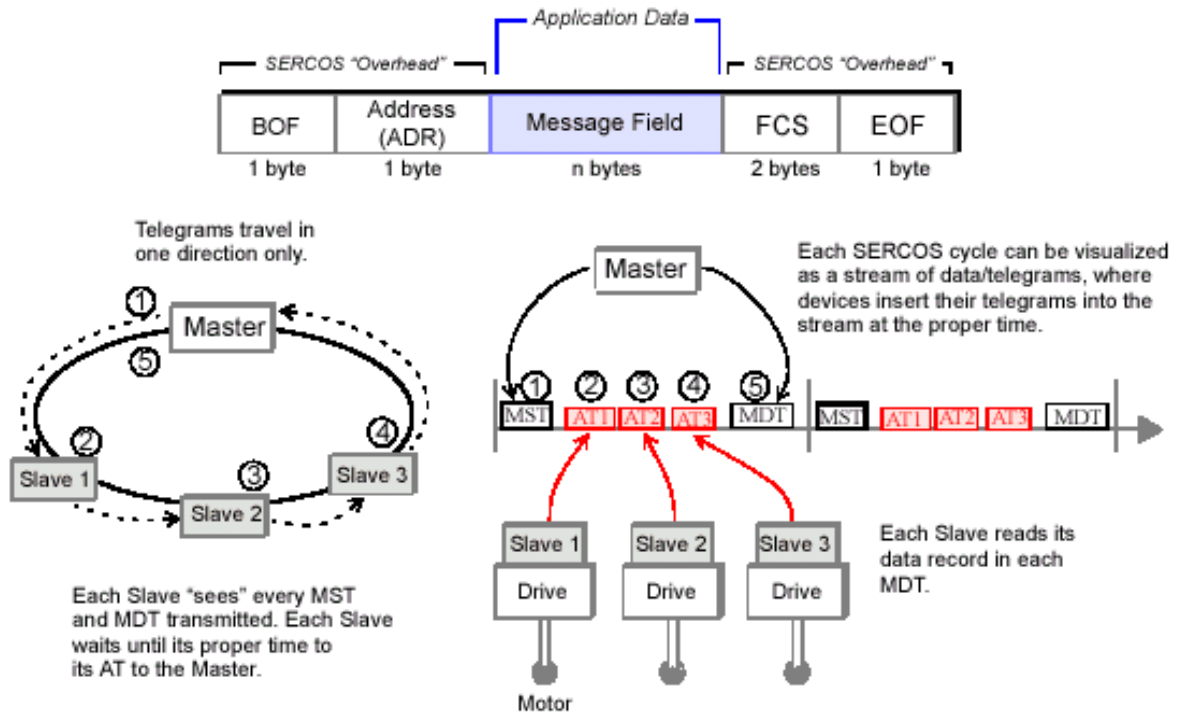 Application Data
SERCOS "Overhead"
SERCOS "Overhead"
BOF
Address
(ADR)
Message Field
FCS
EOF
1 byte
1 byte
n bytes
2 bytes
1 byte
Telegrams travel in
one direction only.
1
Master
5
2
4
3
Slave 1
Slave 2
Slave 3
Each Slave "sees" every MST
and MDT transmitted. Each Slave
waits until its proper time to
its AT to the Master.
Master
Each SERCOS cycle can be visualized
as a stream of data/telegrams, where
devices insert their telegrams into the
stream at the proper time.
1
2
3
4
5
MST
AT1
AT2
AT3
MDT
MST
AT1
AT2
AT3
MDT
Slave 1
Slave 2
Slave 3
Drive
Drive
Drive
Motor
Each Slave reads its
data record in each
MDT.